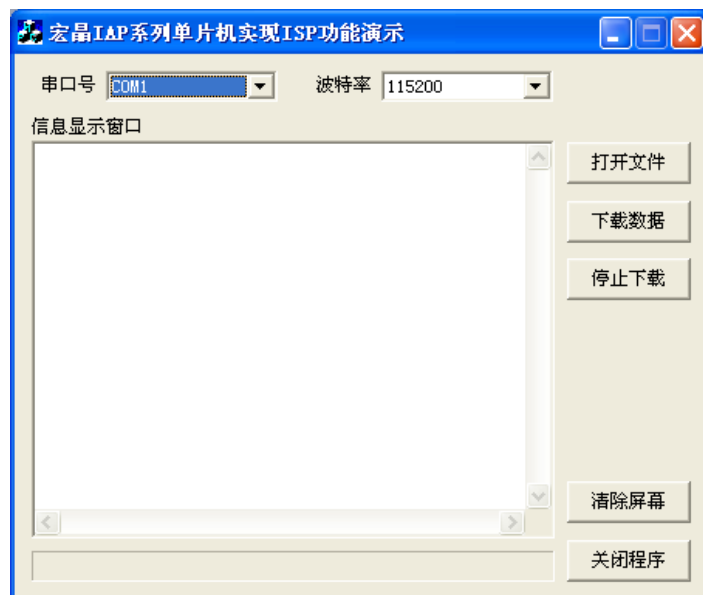 宏晶IAP系列单片机实现ISP功能演示
串口号 COM1 波特率 115200
信息显示窗口
打开文件
下载数据
停止下载
清除屏幕
关闭程序